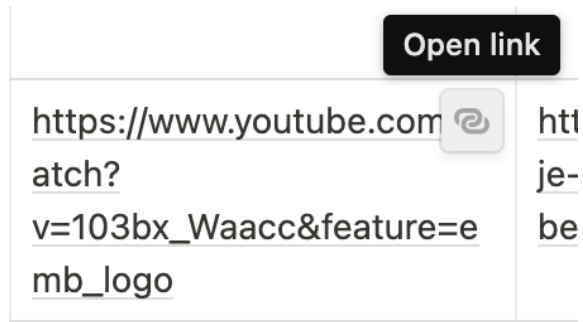 Open link
https://www.youtube.com
htt
atch?
je-
v=103bx_Waacc&feature=e
be
mb_logo